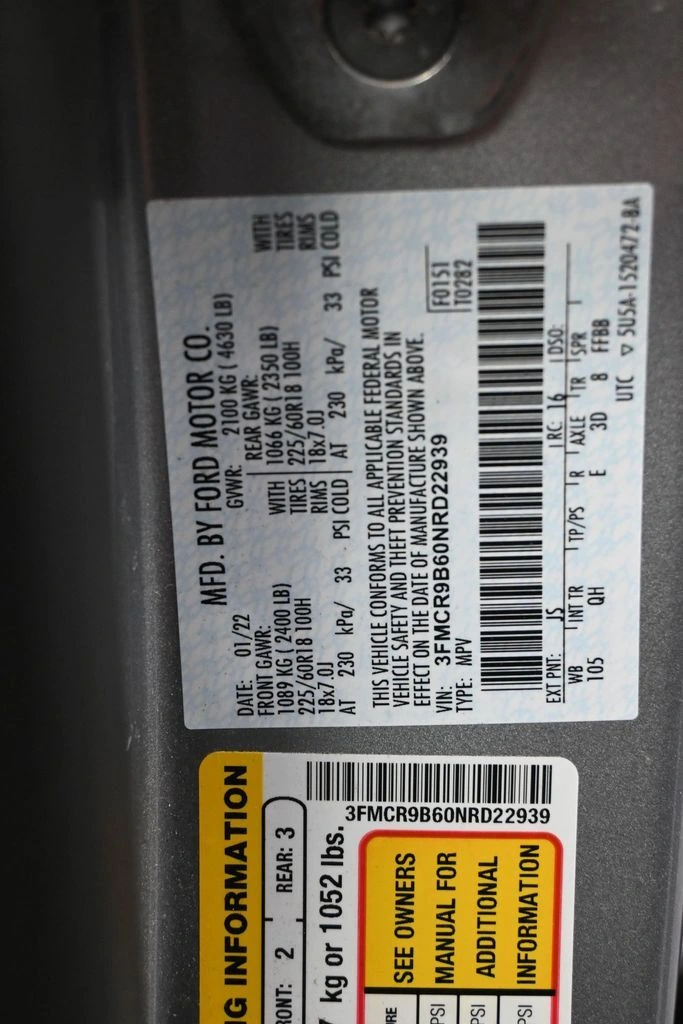 MFD. BY FORD MOTOR CO.
DATE: 01/22 GVWR: 2100 KG ( 4630 LB)
FRONT GAWR: REAR GAWR:
1089 KG ( 2400 LB) WITH 1066 KG ( 2350 LB) WITH
225/60R18 100H TIRES 225/60R18 100H TIRES
18x7.0J RIMS 18x7.0J RIMS
AT 230 kPa/ 33 PSI COLD AT 230 kPa/ 33 PSI COLD
THIS VEHICLE CONFORMS TO ALL APPLICABLE FEDERAL MOTOR
VEHICLE SAFETY AND THEFT PREVENTION STANDARDS IN
EFFECT ON THE DATE OF MANUFACTURE SHOWN ABOVE.
VIN: 3FMCR9B60NRD22939 F0151
TYPE: MPV T0282
EXT PNT: JS RC: 16 DSO:
WB INT TR TP/PS R AXLE TR SPR
105 QH E 3D 8 FFBB
UTC ▽ 5U5A-1520472-BA
G INFORMATION
RONT: 2 REAR: 3
kg or 1052 lbs.
3FMCR9B60NRD22939
SEE OWNERS
MANUAL FOR
ADDITIONAL
INFORMATION
PSI
PSI
PSI